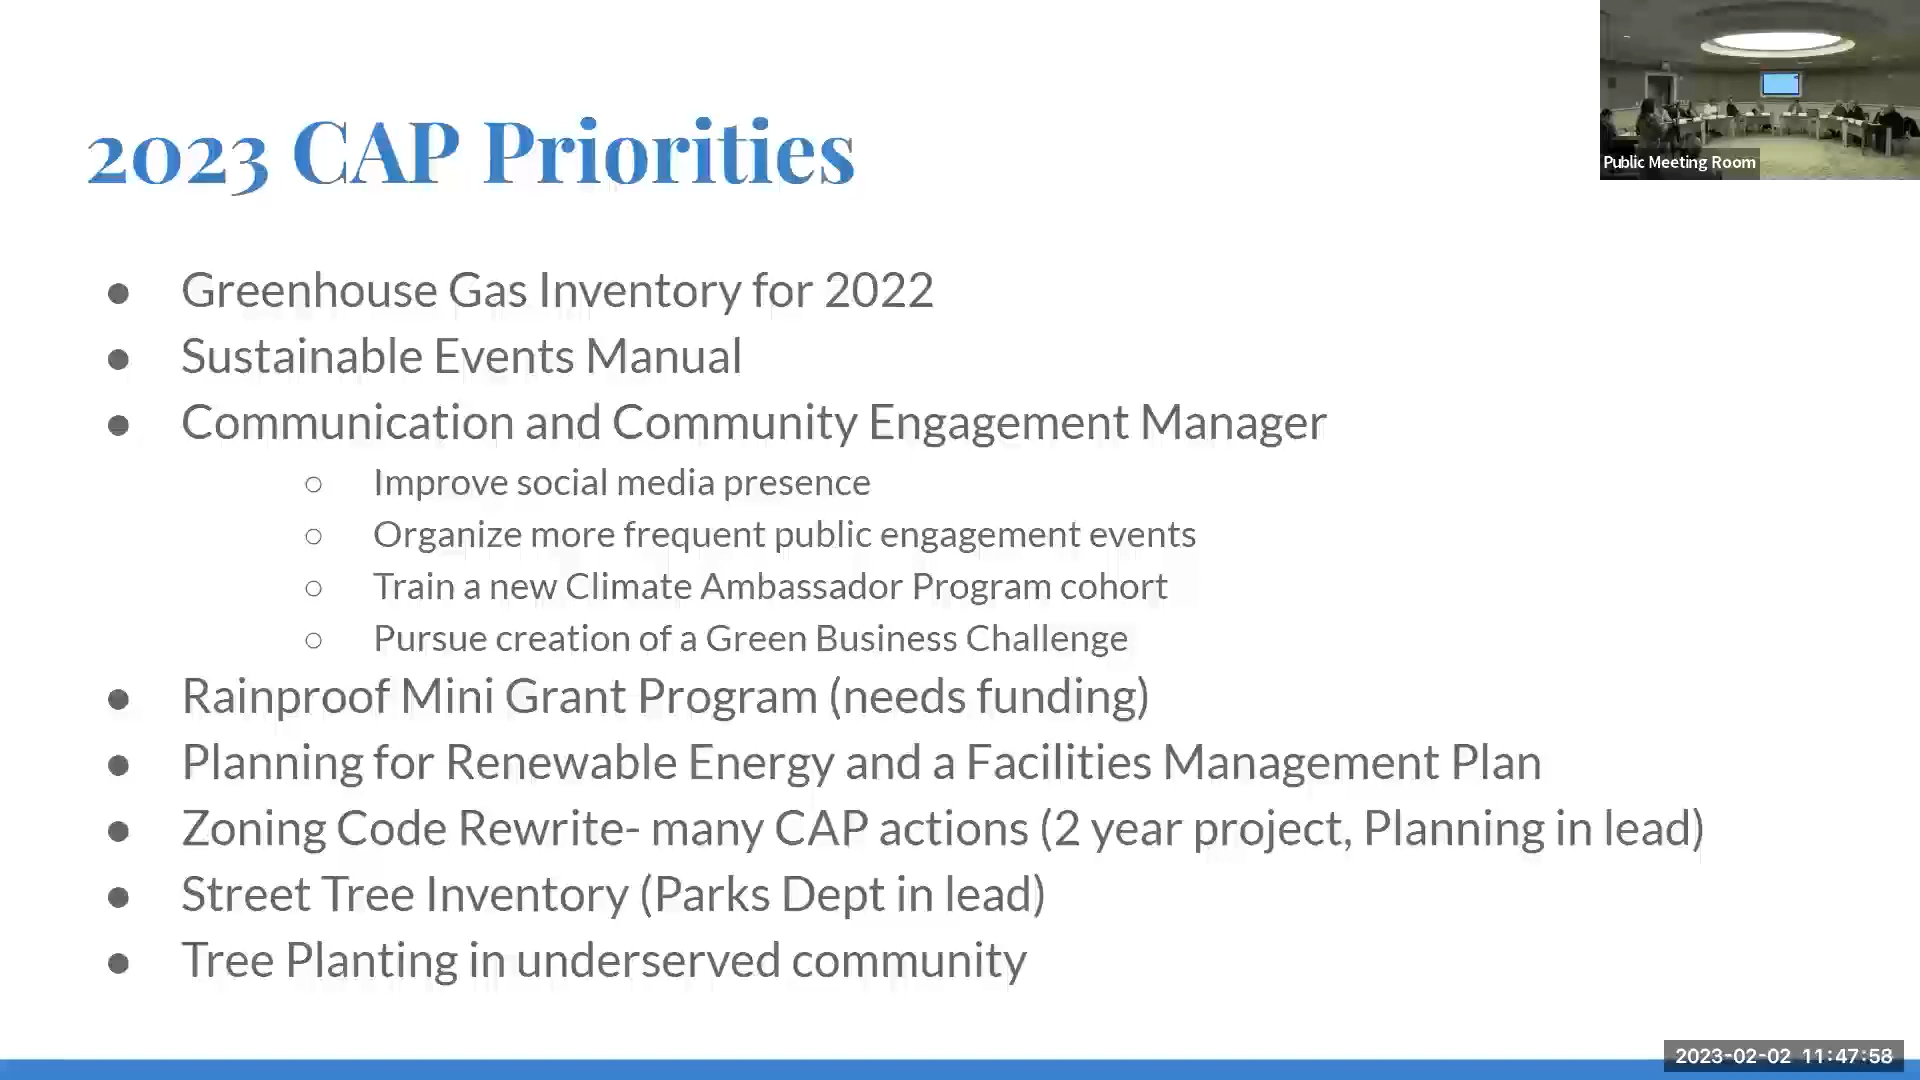 Public Meeting Room
2023 CAP Priorities
● Greenhouse Gas Inventory for 2022
● Sustainable Events Manual
● Communication and Community Engagement Manager
○ Improve social media presence
○ Organize more frequent public engagement events
○ Train a new Climate Ambassador Program cohort
○ Pursue creation of a Green Business Challenge
● Rainproof Mini Grant Program (needs funding)
● Planning for Renewable Energy and a Facilities Management Plan
● Zoning Code Rewrite- many CAP actions (2 year project, Planning in lead)
● Street Tree Inventory (Parks Dept in lead)
● Tree Planting in underserved community
2023-02-02 11:47:58